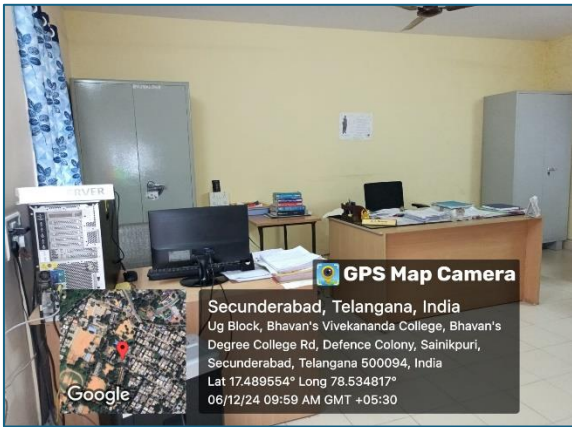 SERVER
GPS Map Camera
Secunderabad, Telangana, India
Ug Block, Bhavan's Vivekananda College, Bhavan's
Degree College Rd, Defence Colony, Sainikpuri,
Secunderabad, Telangana 500094, India
Lat 17.489554° Long 78.534817°
06/12/24 09:59 AM GMT +05:30
Google